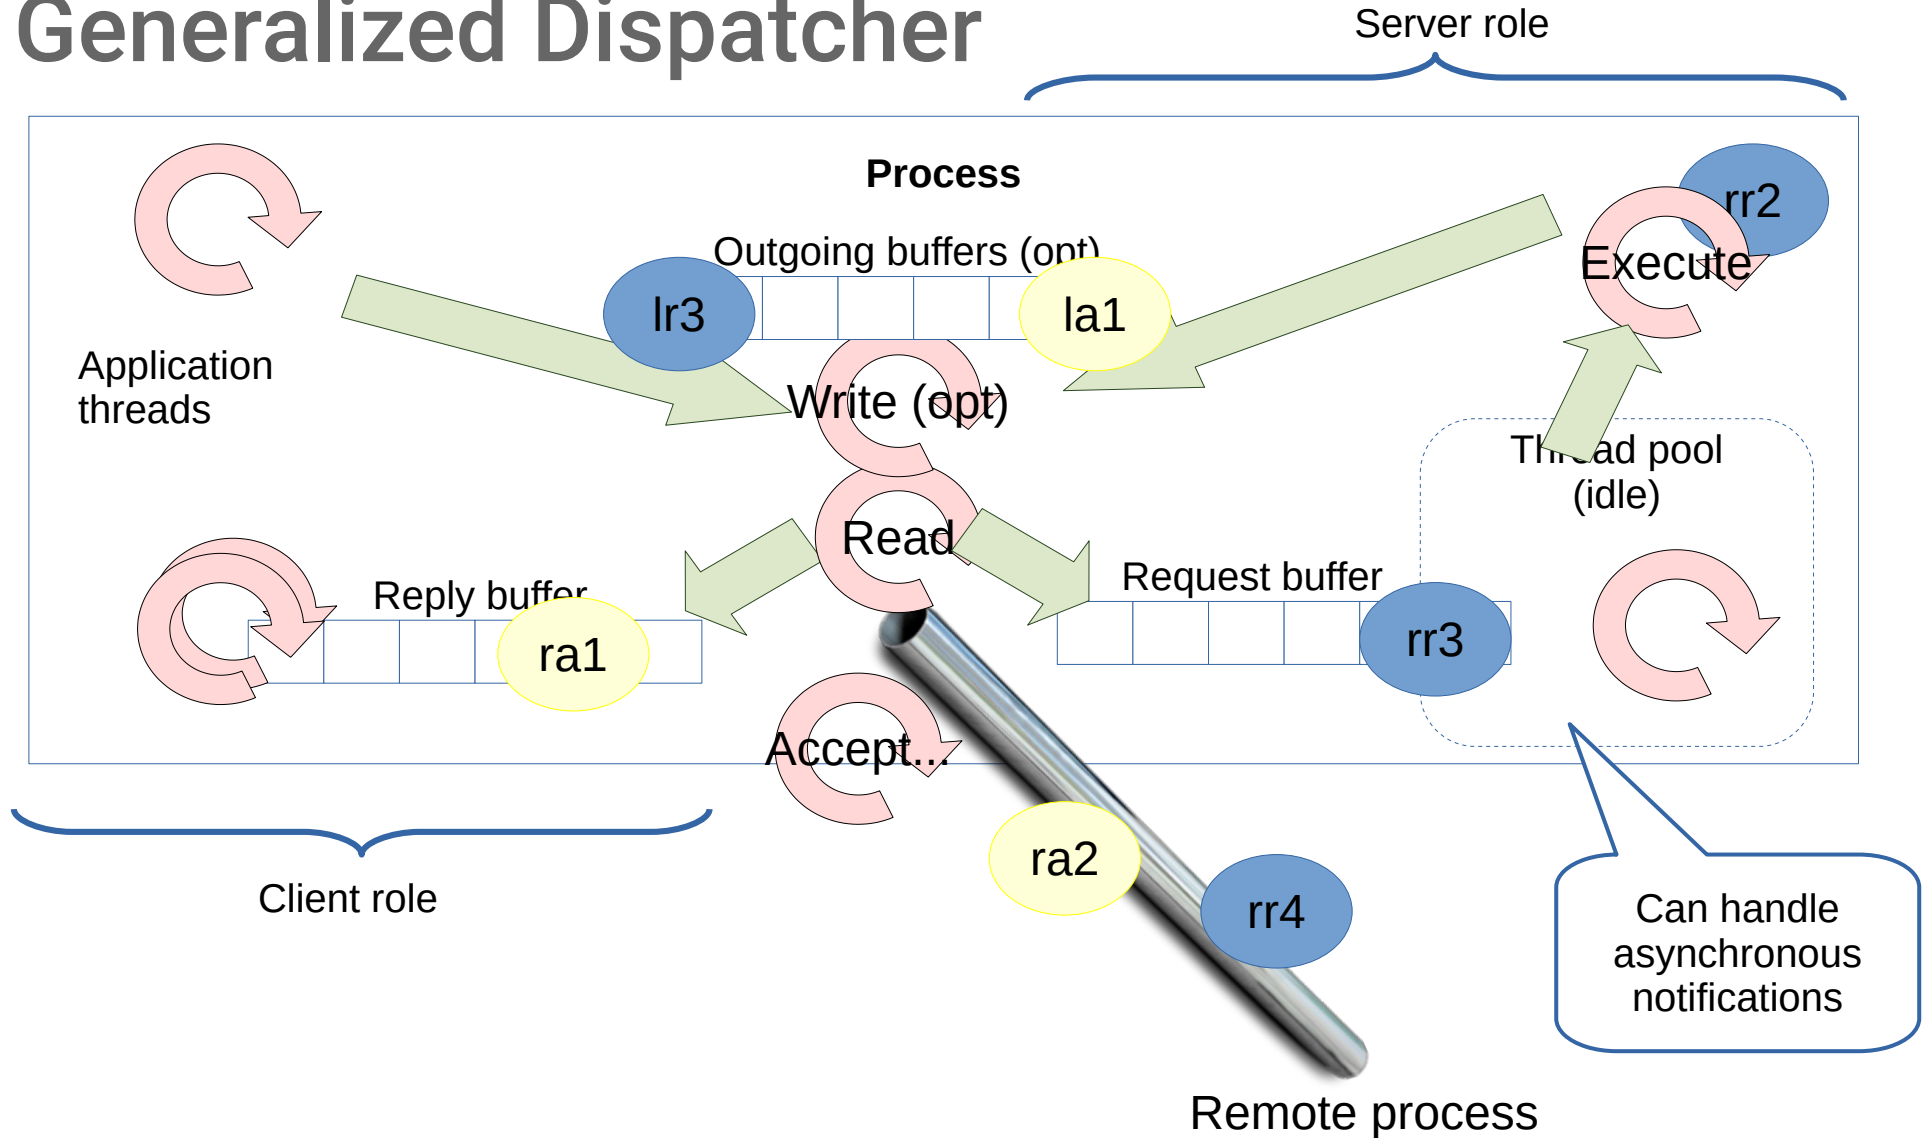 Generalized Dispatcher
Server role
Process
rr2
Outgoing buffers (opt)
Execute
lr3
la1
Application
threads
Write (opt)
Thread pool
(idle)
Read
Reply buffer
Request buffer
ra1
rr3
Accept...
ra2
Client role
rr4
Can handle
asynchronous
notifications
Remote process